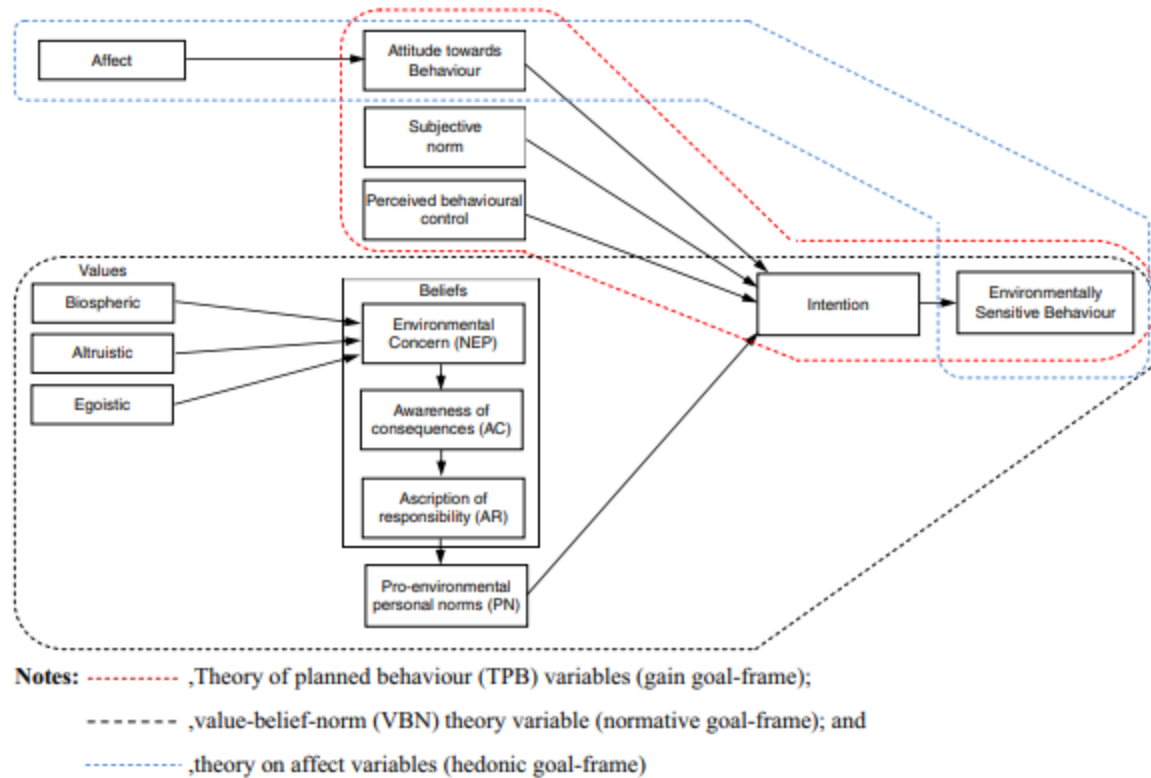 Affect
Attitude towards
Behaviour
Subjective
norm
Perceived behavioural
control
Values
Biospheric
Altruistic
Egoistic
Beliefs
Environmental
Concern (NEP)
Awareness of
consequences (AC)
Ascription of
responsibility (AR)
Pro-environmental
personal norms (PN)
Intention
Environmentally
Sensitive Behaviour
Notes: ,Theory of planned behaviour (TPB) variables (gain goal-frame);
,value-belief-norm (VBN) theory variable (normative goal-frame); and
,theory on affect variables (hedonic goal-frame)